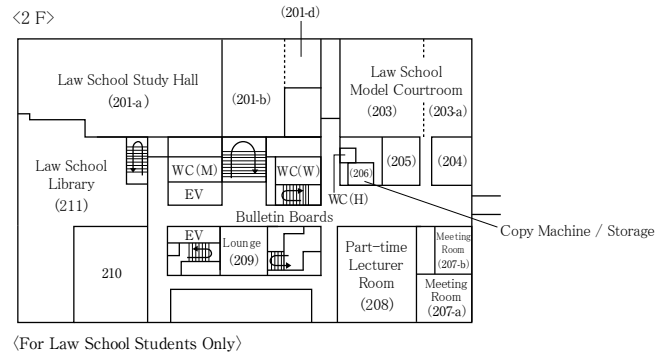 <2 F>
(201-d)
Law School Study Hall
(201-a)
(201-b)
Law School
Model Courtroom
(203)
(203-a)
Law School
Library
(211)
WC(M)
EV
WC(W)
(206)
(205)
(204)
WC(H)
Copy Machine / Storage
Bulletin Boards
210
EV
Lounge
(209)
Part-time
Lecturer
Room
(208)
Meeting
Room
(207-b)
Meeting
Room
(207-a)
〈For Law School Students Only〉